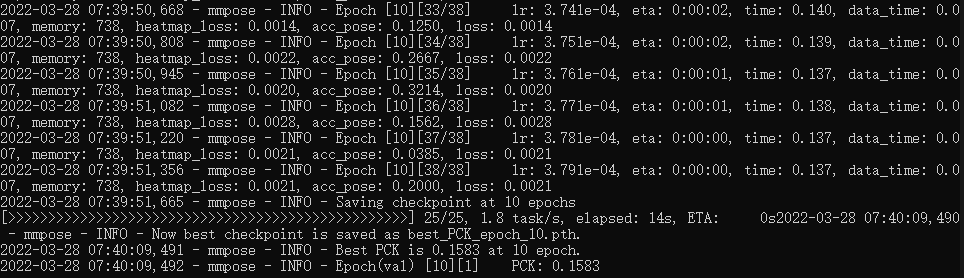 2022-03-28 07:39:50,668 - mmpose - INFO - Epoch [10][33/38]    lr: 3.741e-04, eta: 0:00:02, time: 0.140, data_time: 0.0
07, memory: 738, heatmap_loss: 0.0014, acc_pose: 0.1250, loss: 0.0014
2022-03-28 07:39:50,808 - mmpose - INFO - Epoch [10][34/38]    lr: 3.751e-04, eta: 0:00:02, time: 0.139, data_time: 0.0
07, memory: 738, heatmap_loss: 0.0022, acc_pose: 0.2667, loss: 0.0022
2022-03-28 07:39:50,945 - mmpose - INFO - Epoch [10][35/38]    lr: 3.761e-04, eta: 0:00:01, time: 0.137, data_time: 0.0
07, memory: 738, heatmap_loss: 0.0020, acc_pose: 0.3214, loss: 0.0020
2022-03-28 07:39:51,082 - mmpose - INFO - Epoch [10][36/38]    lr: 3.771e-04, eta: 0:00:01, time: 0.138, data_time: 0.0
07, memory: 738, heatmap_loss: 0.0028, acc_pose: 0.1562, loss: 0.0028
2022-03-28 07:39:51,220 - mmpose - INFO - Epoch [10][37/38]    lr: 3.781e-04, eta: 0:00:00, time: 0.137, data_time: 0.0
07, memory: 738, heatmap_loss: 0.0021, acc_pose: 0.0385, loss: 0.0021
2022-03-28 07:39:51,356 - mmpose - INFO - Epoch [10][38/38]    lr: 3.791e-04, eta: 0:00:00, time: 0.137, data_time: 0.0
07, memory: 738, heatmap_loss: 0.0021, acc_pose: 0.2000, loss: 0.0021
2022-03-28 07:39:51,665 - mmpose - INFO - Saving checkpoint at 10 epochs
[>>>>>>>>>>>>>>>>>>>>>>>>>>>>>>>>>>>>>>>>>>>>>>>>>>] 25/25, 1.8 task/s, elapsed: 14s, ETA:     0s2022-03-28 07:40:09,490
 - mmpose - INFO - Now best checkpoint is saved as best_PCK_epoch_10.pth.
2022-03-28 07:40:09,491 - mmpose - INFO - Best PCK is 0.1583 at 10 epoch.
2022-03-28 07:40:09,492 - mmpose - INFO - Epoch(val) [10][1]    PCK: 0.1583